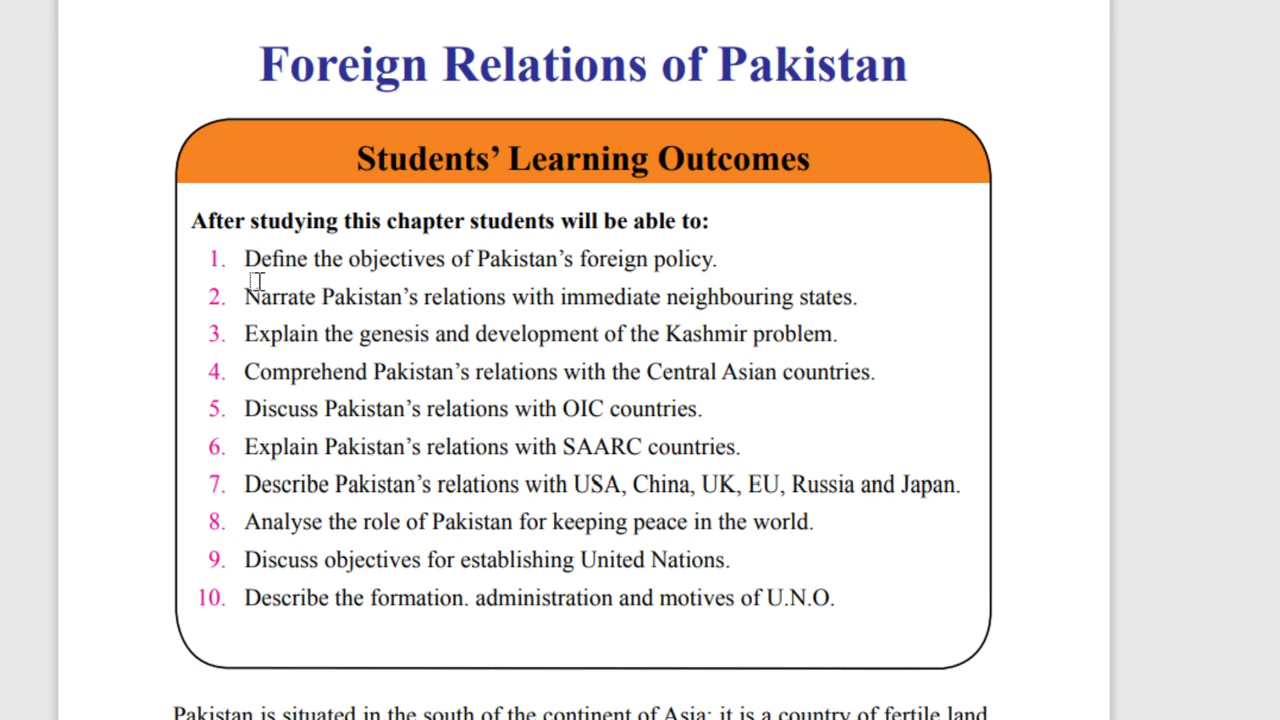 Foreign Relations of Pakistan
Students’ Learning Outcomes
After studying this chapter students will be able to:
1. Define the objectives of Pakistan’s foreign policy.
2. Narrate Pakistan’s relations with immediate neighbouring states.
3. Explain the genesis and development of the Kashmir problem.
4. Comprehend Pakistan’s relations with the Central Asian countries.
5. Discuss Pakistan’s relations with OIC countries.
6. Explain Pakistan’s relations with SAARC countries.
7. Describe Pakistan’s relations with USA, China, UK, EU, Russia and Japan.
8. Analyse the role of Pakistan for keeping peace in the world.
9. Discuss objectives for establishing United Nations.
10. Describe the formation. administration and motives of U.N.O.
Pakistan is situated in the south of the continent of Asia; it is a country of fertile land